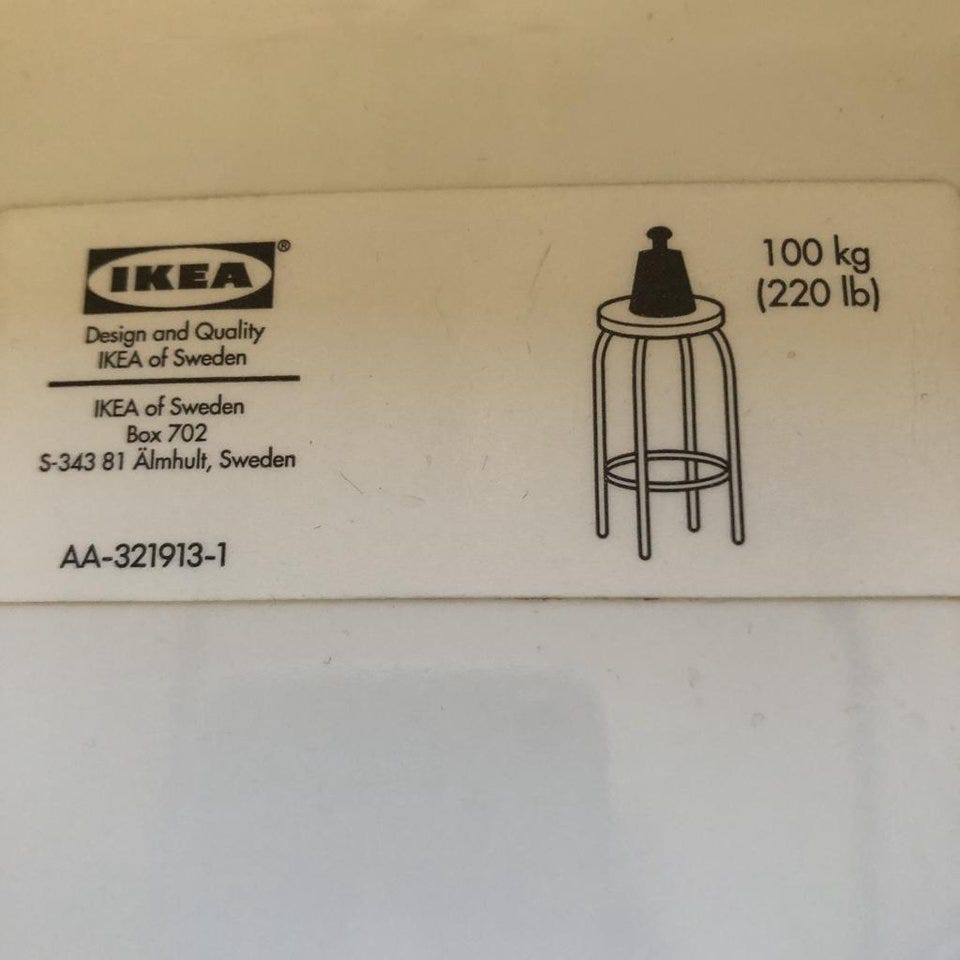 IKEA®
Design and Quality
IKEA of Sweden
IKEA of Sweden
Box 702
S-343 81 Älmhult, Sweden
AA-321913-1
100 kg
(220 lb)